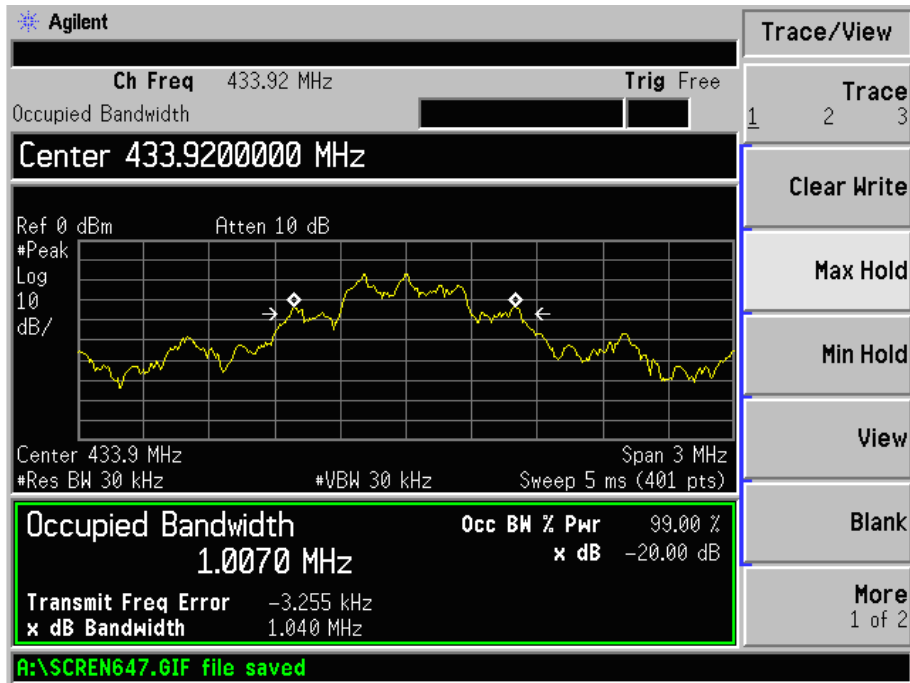 Agilent
Trace/View
Ch Freq 433.92 MHz Trig Free
Occupied Bandwidth
Trace
1 2 3
Center 433.9200000 MHz
Clear Write
Ref 0 dBm Atten 10 dB
#Peak
Log
10
dB/
Max Hold
Min Hold
View
Center 433.9 MHz Span 3 MHz
#Res BW 30 kHz #VBW 30 kHz Sweep 5 ms (401 pts)
Occupied Bandwidth Occ BW % Pwr 99.00 %
1.0070 MHz x dB -20.00 dB
Blank
Transmit Freq Error -3.255 kHz
x dB Bandwidth 1.040 MHz
More
1 of 2
A:\SCREN647.GIF file saved